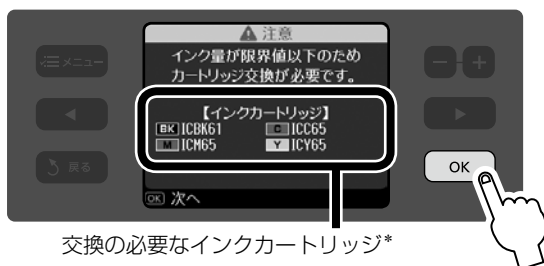 注意
メニュー
インク量が限界値以下のため
カートリッジ交換が必要です。
【インクカートリッジ】
BK ICBK61 C ICC65
M ICM65 Y ICY65
戻る
OK
OK 次へ
交換の必要なインクカートリッジ*